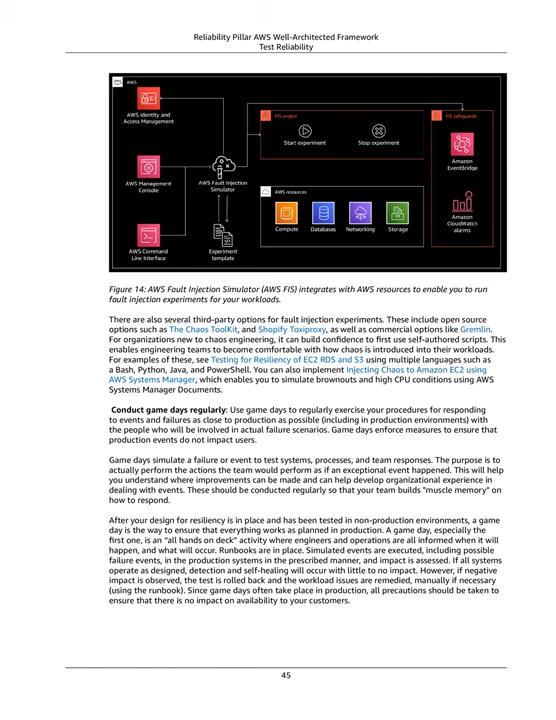 Reliability Pillar AWS Well-Architected Framework
Test Reliability
AWS
AWS Identity and
Access Management
AWS Management
Console
AWS Command
Line Interface
AWS Fault Injection
Simulator
Experiment
template
FIS engine
Start experiment
Stop experiment
AWS resources
Compute
Databases
Networking
Storage
FIS safeguards
Amazon
EventBridge
Amazon
CloudWatch
alarms
Figure 14: AWS Fault Injection Simulator (AWS FIS) integrates with AWS resources to enable you to run
fault injection experiments for your workloads.
There are also several third-party options for fault injection experiments. These include open source
options such as The Chaos ToolKit, and Shopify Toxiproxy, as well as commercial options like Gremlin.
For organizations new to chaos engineering, it can build confidence to first use self-authored scripts. This
enables engineering teams to become comfortable with how chaos is introduced into their workloads.
For examples of these, see Testing for Resiliency of EC2 RDS and S3 using multiple languages such as
a Bash, Python, Java, and PowerShell. You can also implement Injecting Chaos to Amazon EC2 using
AWS Systems Manager, which enables you to simulate brownouts and high CPU conditions using AWS
Systems Manager Documents.
Conduct game days regularly: Use game days to regularly exercise your procedures for responding
to events and failures as close to production as possible (including in production environments) with
the people who will be involved in actual failure scenarios. Game days enforce measures to ensure that
production events do not impact users.
Game days simulate a failure or event to test systems, processes, and team responses. The purpose is to
actually perform the actions the team would perform as if an exceptional event happened. This will help
you understand where improvements can be made and can help develop organizational experience in
dealing with events. These should be conducted regularly so that your team builds "muscle memory" on
how to respond.
After your design for resiliency is in place and has been tested in non-production environments, a game
day is the way to ensure that everything works as planned in production. A game day, especially the
first one, is an “all hands on deck” activity where engineers and operations are all informed when it will
happen, and what will occur. Runbooks are in place. Simulated events are executed, including possible
failure events, in the production systems in the prescribed manner, and impact is assessed. If all systems
operate as designed, detection and self-healing will occur with little to no impact. However, if negative
impact is observed, the test is rolled back and the workload issues are remedied, manually if necessary
(using the runbook). Since game days often take place in production, all precautions should be taken to
ensure that there is no impact on availability to your customers.
45